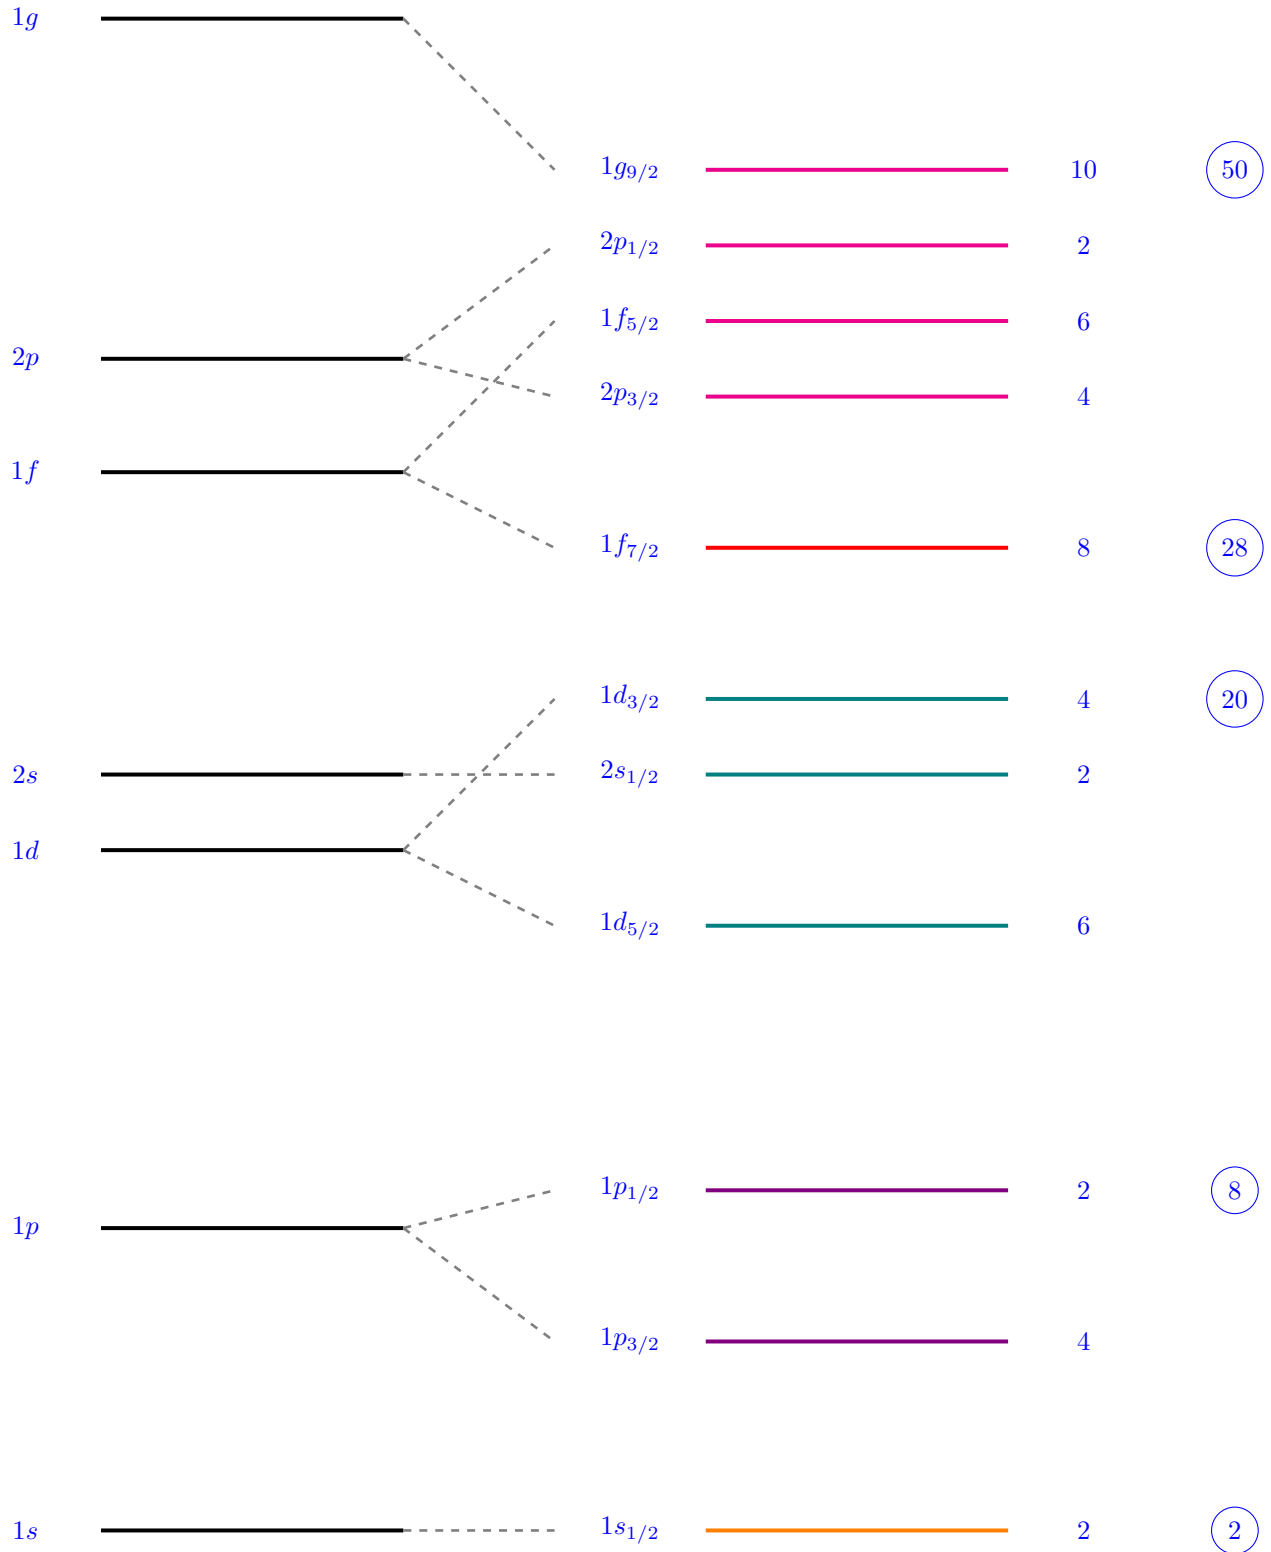 1g
1g9/2 10 50
2p1/2 2
1f5/2 6
2p
2p3/2 4
1f
1f7/2 8 28
1d3/2 4 20
2s 2s1/2 2
1d
1d5/2 6
1p1/2 2 8
1p
1p3/2 4
1s 1s1/2 2 2